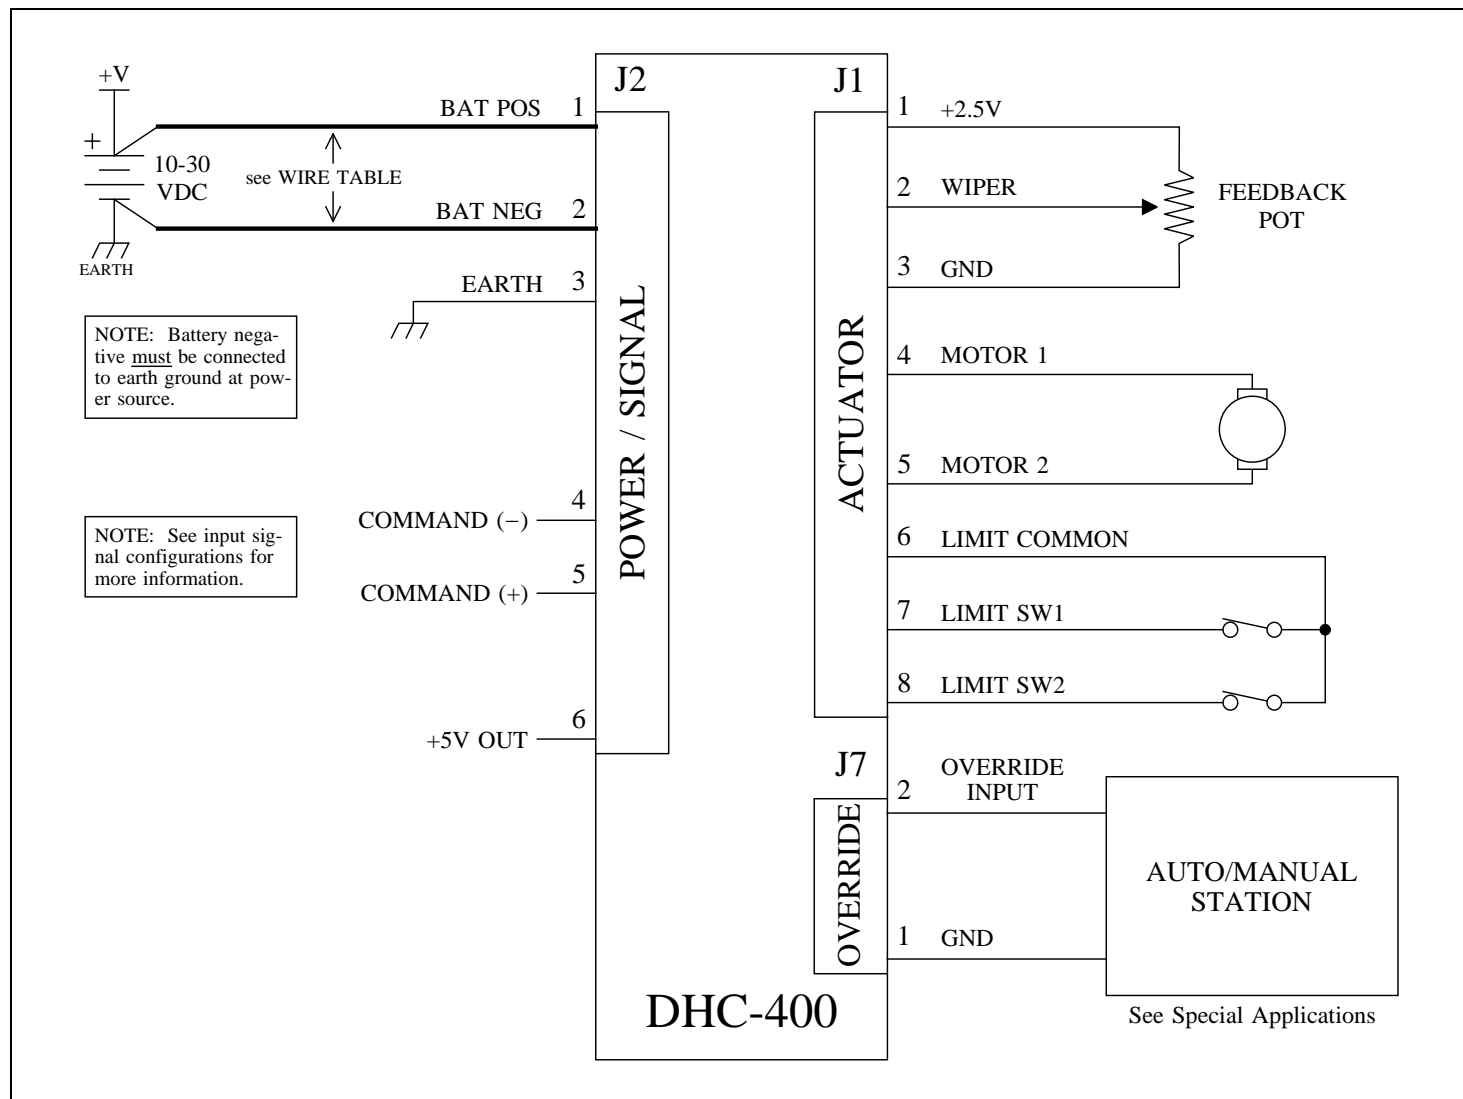 J2
J1
+V
BAT POS 1
+
10-30
VDC
see WIRE TABLE
BAT NEG 2
EARTH
EARTH 3
NOTE: Battery nega-
tive must be connected
to earth ground at pow-
er source.
COMMAND (−) 4
NOTE: See input sig-
nal configurations for
more information.
COMMAND (+) 5
+5V OUT 6
POWER / SIGNAL
ACTUATOR
1 +2.5V
2 WIPER
FEEDBACK
POT
3 GND
4 MOTOR 1
5 MOTOR 2
6 LIMIT COMMON
7 LIMIT SW1
8 LIMIT SW2
J7
OVERRIDE
2 OVERRIDE
INPUT
1 GND
AUTO/MANUAL
STATION
See Special Applications
DHC-400